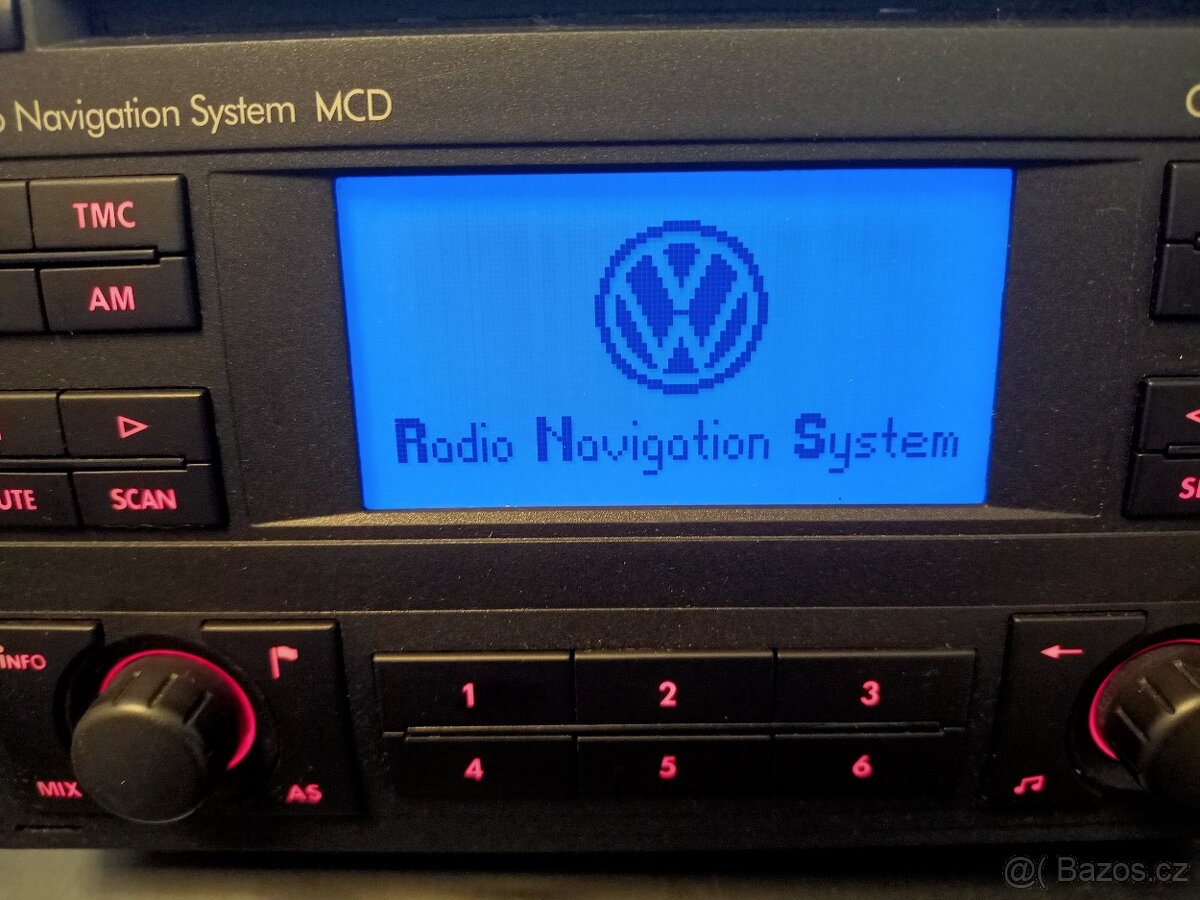 Navigation System MCD
TMC
AM
SCAN
Radio Navigation System
INFO
MIX
AS
1 2 3
4 5 6
@( Bazos.cz